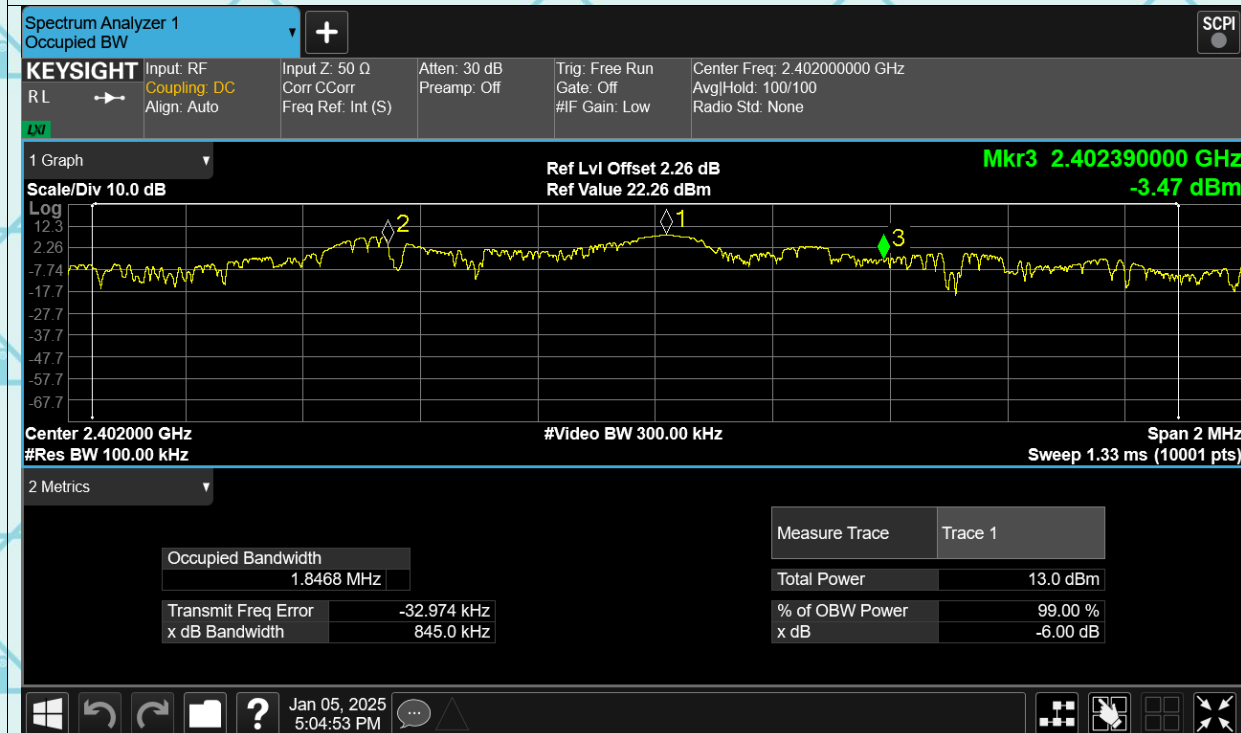 Spectrum Analyzer 1
Occupied BW
+
SCPI
KEYSIGHT
R L
LXI
Input: RF
Coupling: DC
Align: Auto
Input Z: 50 Ω
Corr CCorr
Freq Ref: Int (S)
Atten: 30 dB
Preamp: Off
Trig: Free Run
Gate: Off
#IF Gain: Low
Center Freq: 2.402000000 GHz
Avg|Hold: 100/100
Radio Std: None
1 Graph
Scale/Div 10.0 dB
Ref Lvl Offset 2.26 dB
Ref Value 22.26 dBm
Mkr3 2.402390000 GHz
-3.47 dBm
Log
12.3
2.26
-7.74
-17.7
-27.7
-37.7
-47.7
-57.7
-67.7
2
1
3
Center 2.402000 GHz
#Video BW 300.00 kHz
Span 2 MHz
#Res BW 100.00 kHz
Sweep 1.33 ms (10001 pts)
2 Metrics
Occupied Bandwidth
1.8468 MHz
Transmit Freq Error -32.974 kHz
x dB Bandwidth 845.0 kHz
Measure Trace Trace 1
Total Power 13.0 dBm
% of OBW Power 99.00 %
x dB -6.00 dB
?
Jan 05, 2025
5:04:53 PM